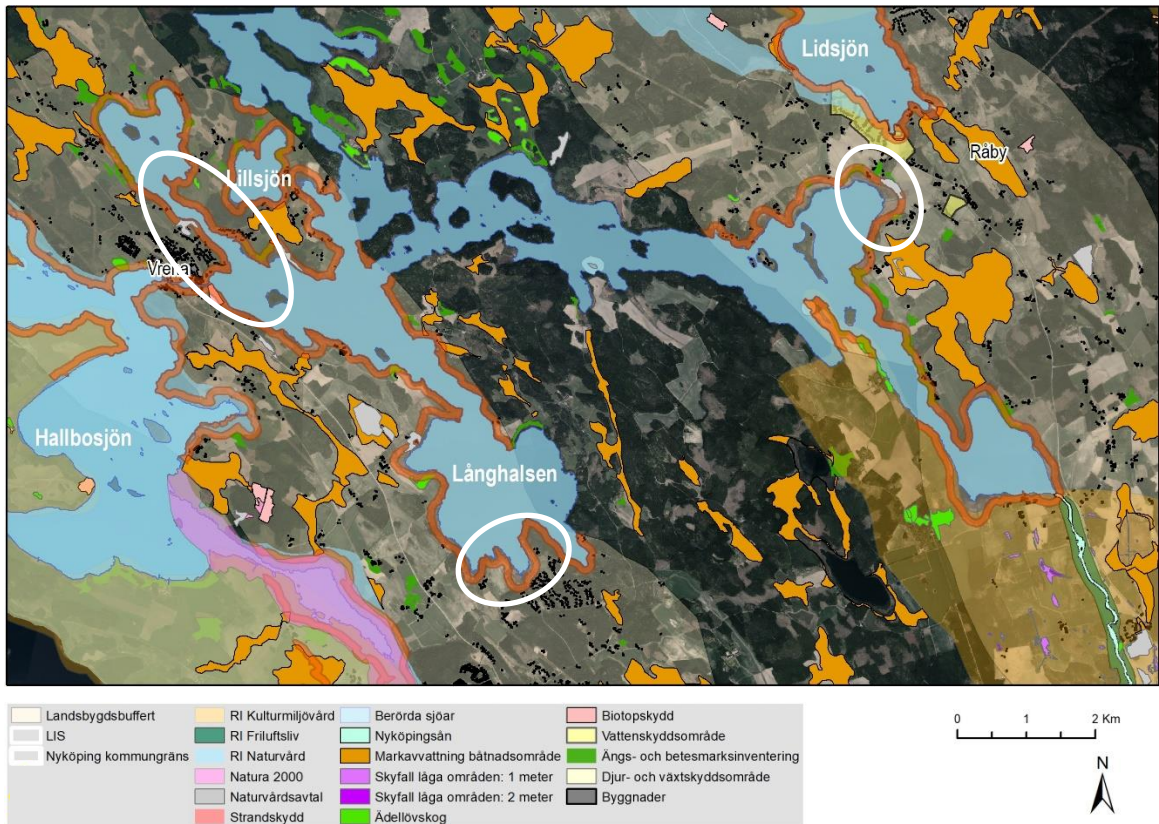 Lidsjön
Råby
Lillsjön
Vrena
Hallbosjön
Långhalsen
Landsbygdsbuffert
LIS
Nyköping kommungräns
RI Kulturmiljövård
RI Friluftsliv
RI Naturvård
Natura 2000
Naturvårdsavtal
Strandskydd
Berörda sjöar
Nyköpingsån
Markavvattning båtnadsområde
Skyfall låga områden: 1 meter
Skyfall låga områden: 2 meter
Ädellövskog
Biotopskydd
Vattenskyddsområde
Ängs- och betesmarksinventering
Djur- och växtskyddsområde
Byggnader
0 1 2 Km
N